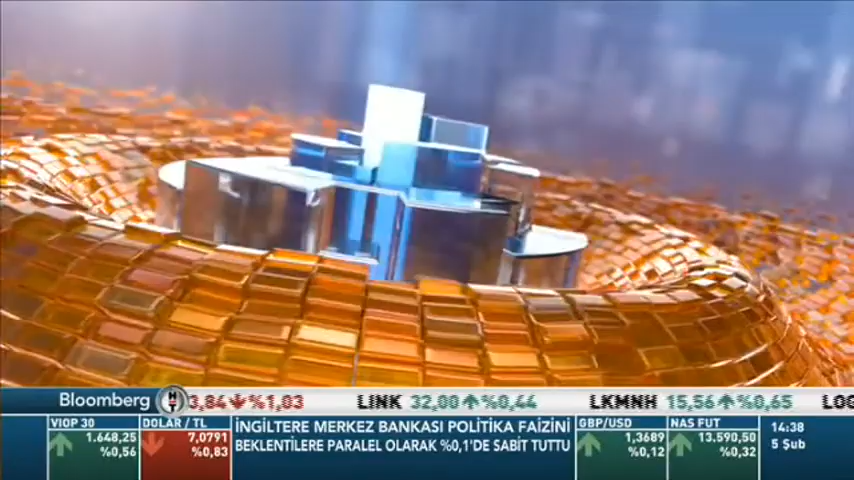 Bloomberg HT 3,84 %1,03 LINK 32,00 %0,44 LKMNH 15,56 %0,65
VIOP 30
1.648,25
%0,56
DOLAR / TL
7,0791
%0,83
İNGİLTERE MERKEZ BANKASI POLİTİKA FAİZİNİ
BEKLENTİLERE PARALEL OLARAK %0,1'DE SABİT TUTTU
GBP/USD
1,3689
%0,12
NAS FUT
13.590,50
%0,32
14:38
5 Şub